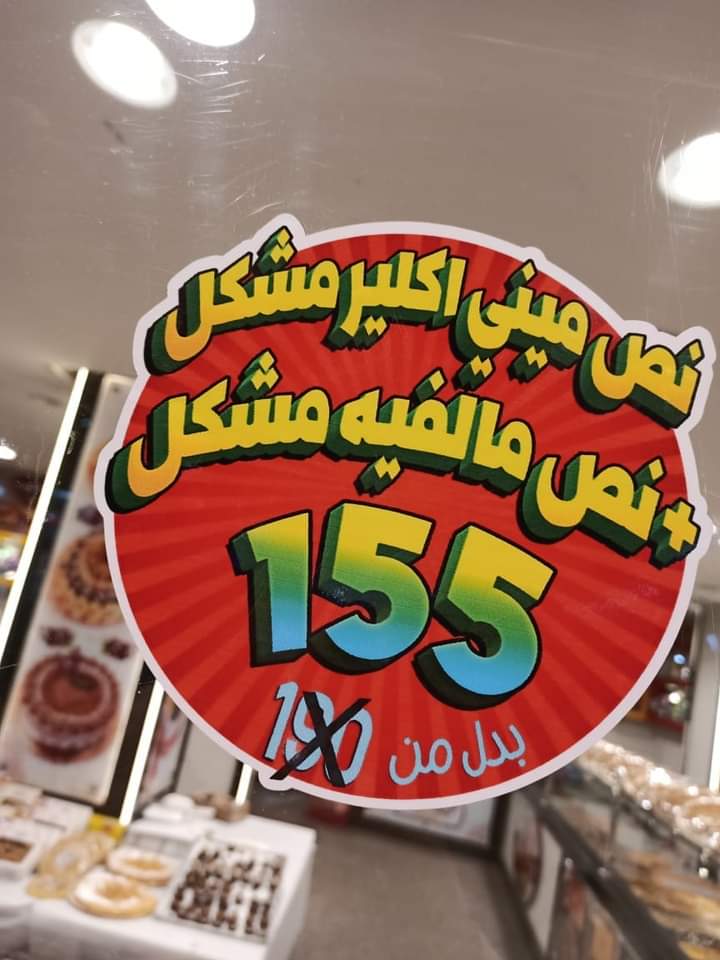 نص ميني اكلير مشكل
+ نص مالفيه مشكل
155
بدل من 190